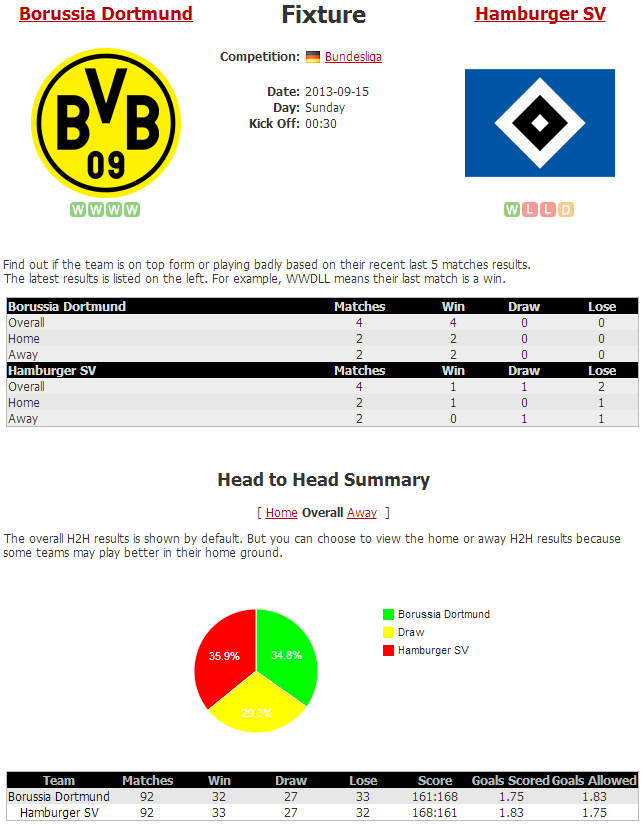 Borussia Dortmund
Fixture
Hamburger SV
Competition: Bundesliga
BVB
09
Date: 2013-09-15
Day: Sunday
Kick Off: 00:30
W W W W
W L L D
Find out if the team is on top form or playing badly based on their recent last 5 matches results.
The latest results is listed on the left. For example, WWDLL means their last match is a win.
Borussia Dortmund Matches Win Draw Lose
Overall 4 4 0 0
Home 2 2 0 0
Away 2 2 0 0
Hamburger SV Matches Win Draw Lose
Overall 4 1 1 2
Home 2 1 0 1
Away 2 0 1 1
Head to Head Summary
[ Home Overall Away ]
The overall H2H results is shown by default. But you can choose to view the home or away H2H results because
some teams may play better in their home ground.
Borussia Dortmund
Draw
Hamburger SV
35.9% 34.8%
29.3%
Team Matches Win Draw Lose Score Goals Scored Goals Allowed
Borussia Dortmund 92 32 27 33 161:168 1.75 1.83
Hamburger SV 92 33 27 32 168:161 1.83 1.75